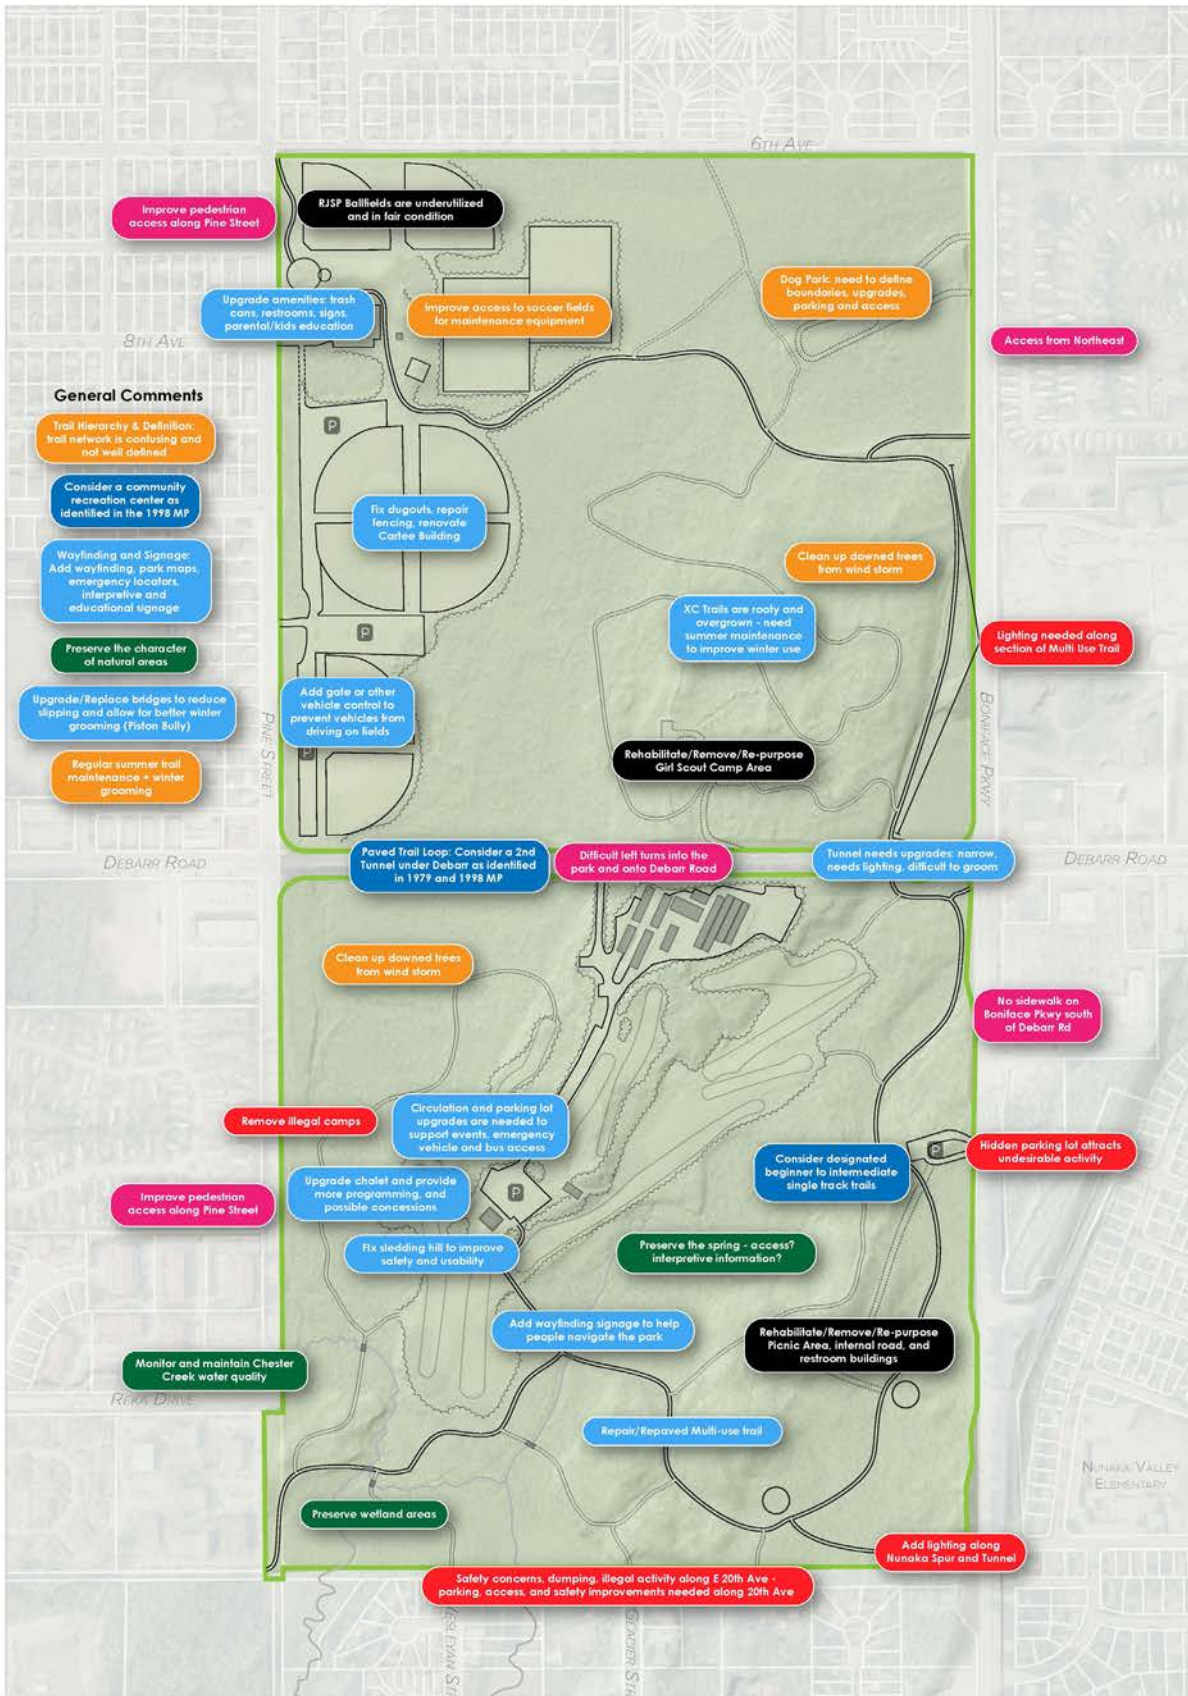 6TH AVE
Improve pedestrian
access along Pine Street
RJSP Ballfields are underutilized
and in fair condition
Upgrade amenities: trash
cans, restrooms, signs,
parental/kids education
Improve access to soccer fields
for maintenance equipment
Dog Park: need to define
boundaries, upgrades,
parking and access
8TH AVE
Access from Northeast
General Comments
Trail Hierarchy & Definition:
trail network is confusing and
not well defined
Consider a community
recreation center as
identified in the 1998 MP
Wayfinding and Signage:
Add wayfinding, park maps,
emergency locators,
interpretive and
educational signage
Preserve the character
of natural areas
Upgrade/Replace bridges to reduce
slipping and allow for better winter
grooming (Piston Bully)
Regular summer trail
maintenance + winter
grooming
P
Fix dugouts, repair
fencing, renovate
Cartee Building
Clean up downed trees
from wind storm
XC Trails are rooty and
overgrown - need
summer maintenance
to improve winter use
P
Lighting needed along
section of Multi Use Trail
Add gate or other
vehicle control to
prevent vehicles from
driving on fields
PINE STREET
P
BONIFACE PKWY
Rehabilitate/Remove/Re-purpose
Girl Scout Camp Area
DEBARR ROAD
Paved Trail Loop: Consider a 2nd
Tunnel under Debarr as identified
in 1979 and 1998 MP
Difficult left turns into the
park and onto Debarr Road
Tunnel needs upgrades: narrow,
needs lighting, difficult to groom
DEBARR ROAD
Clean up downed trees
from wind storm
No sidewalk on
Boniface Pkwy south
of Debarr Rd
Remove illegal camps
Circulation and parking lot
upgrades are needed to
support events, emergency
vehicle and bus access
Consider designated
beginner to intermediate
single track trails
P
Hidden parking lot attracts
undesirable activity
Improve pedestrian
access along Pine Street
Upgrade chalet and provide
more programming, and
possible concessions
P
Fix sledding hill to improve
safety and usability
Preserve the spring - access?
interpretive information?
Add wayfinding signage to help
people navigate the park
Rehabilitate/Remove/Re-purpose
Picnic Area, internal road, and
restroom buildings
Monitor and maintain Chester
Creek water quality
REKA DRIVE
Repair/Repaved Multi-use trail
NUNAKA VALLEY
ELEMENTARY
Preserve wetland areas
Add lighting along
Nunaka Spur and Tunnel
Safety concerns, dumping, illegal activity along E 20th Ave -
parking, access, and safety improvements needed along 20th Ave
GLACIER ST